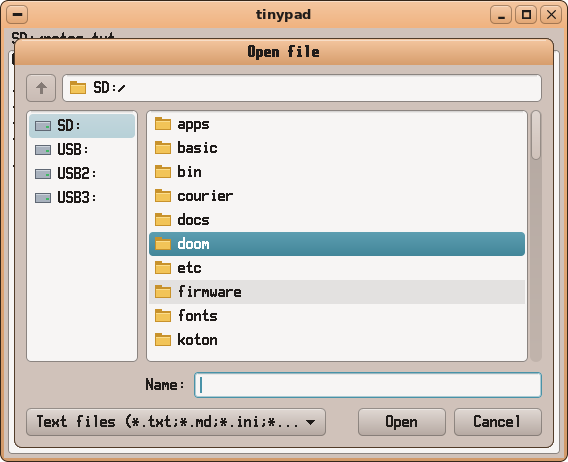 tinypad
Open file
SD:/
SD:
USB:
USB2:
USB3:
apps
basic
bin
courier
docs
doom
etc
firmware
fonts
koton
Name:
Text files (*.txt;*.md;*.ini;*...
Open
Cancel